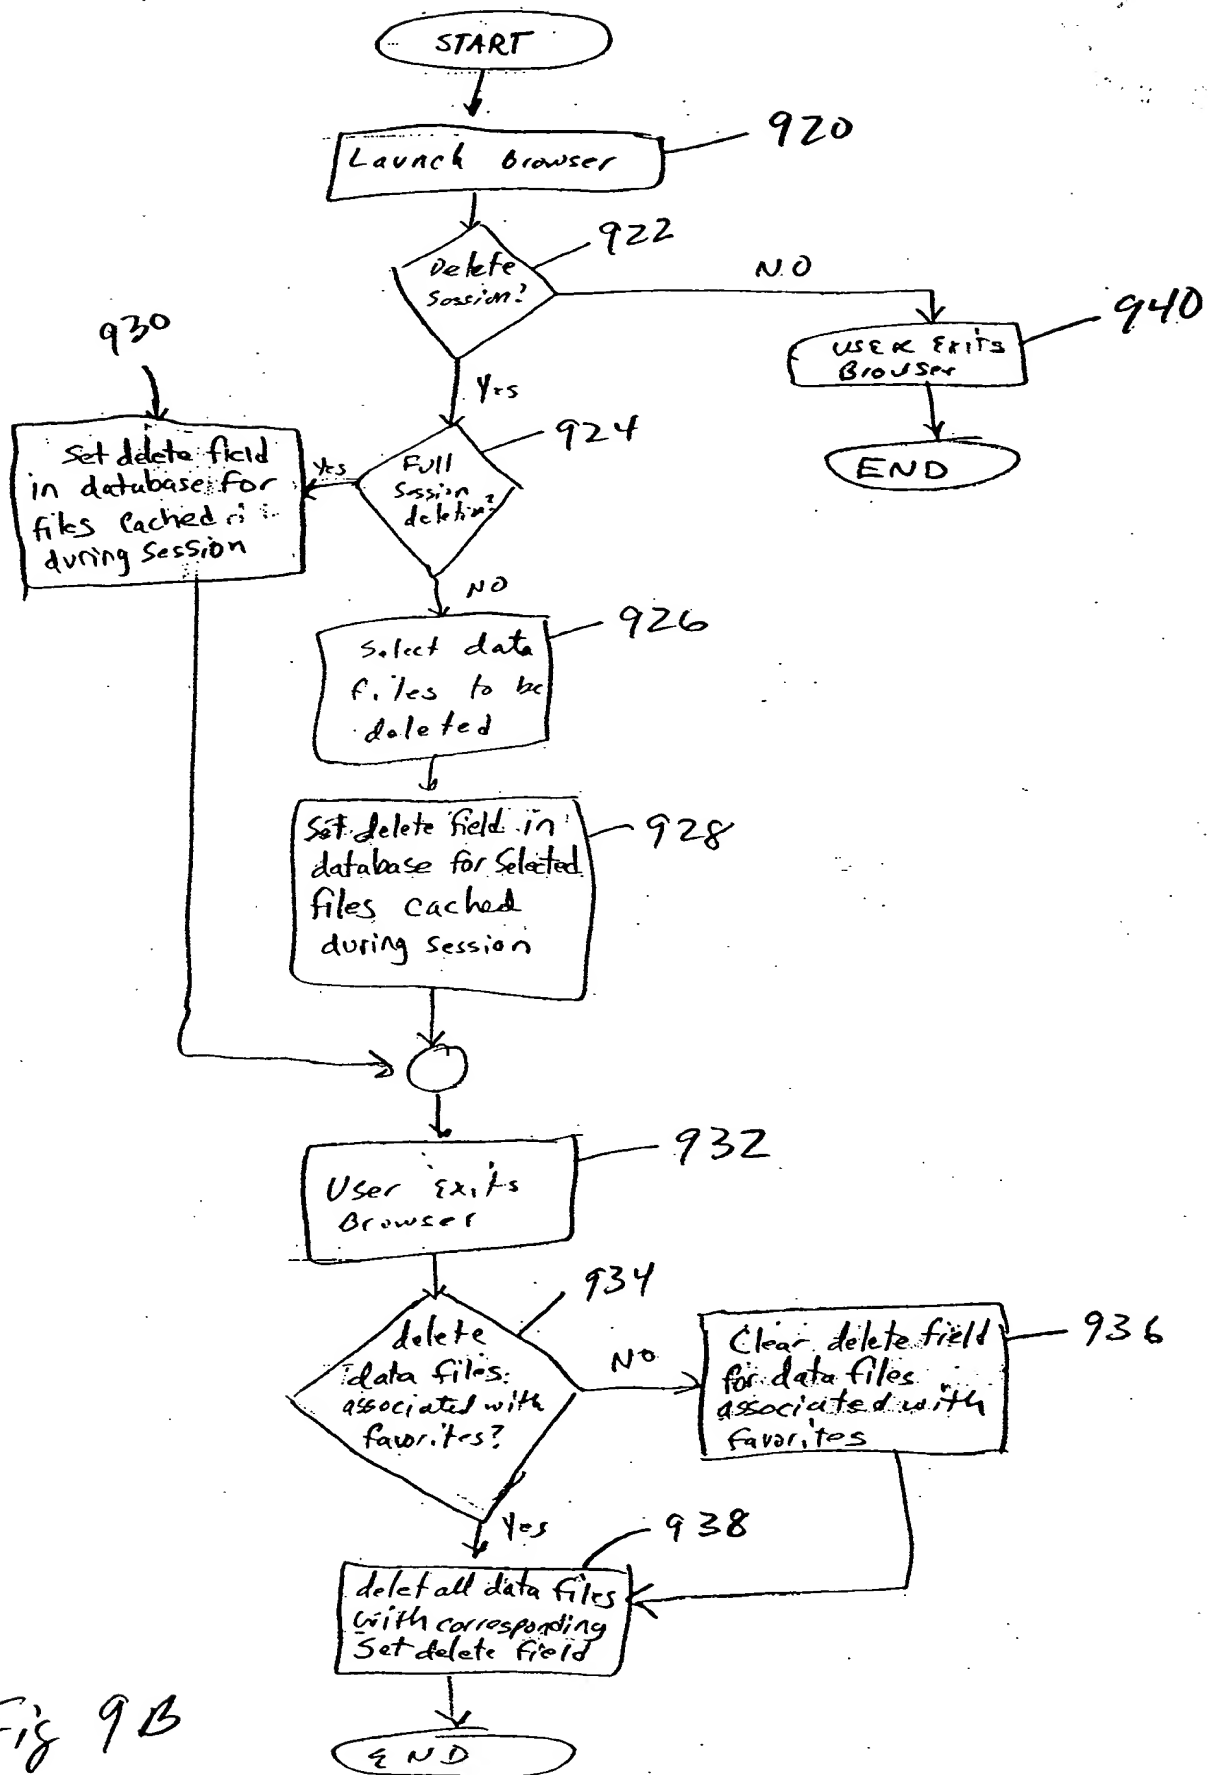 START
Launch Browser
920
Delete
Session?
922
NO
User Exits
Browser
940
END
Yes
930
Set delete field
in database for
files Cached
during Session
Yes
Full
Session
deletion?
924
NO
Select data
files to be
deleted
926
Set delete field in
database for Selected
files cached
during session
928
User Exits
Browser
932
delete
data files
associated with
favorites?
934
NO
Clear delete field
for data files
associated with
favorites
936
Yes
delet all data files
with corresponding
Set delete field
938
END
Fig 9B